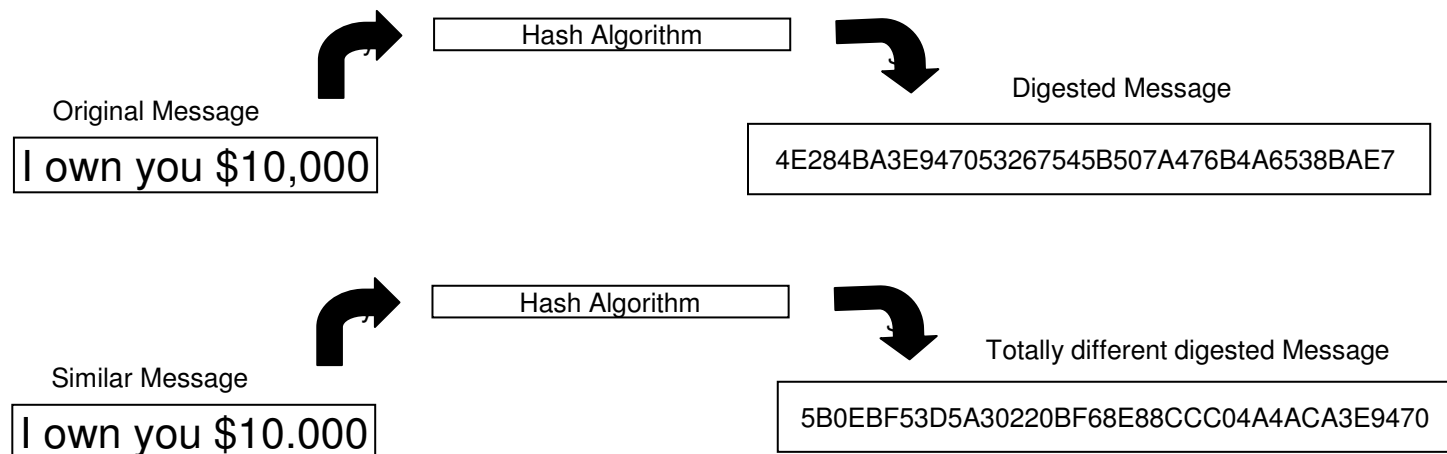 Hash Algorithm
Original Message
Digested Message
I own you $10,000
4E284BA3E947053267545B507A476B4A6538BAE7
Hash Algorithm
Similar Message
Totally different digested Message
I own you $10.000
5B0EBF53D5A30220BF68E88CCC04A4ACA3E9470